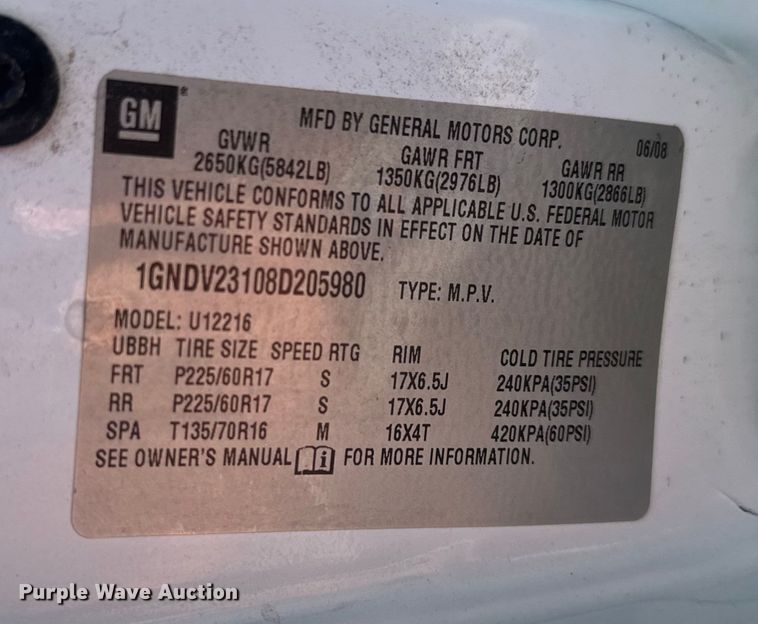 GM®
MFD BY GENERAL MOTORS CORP. 06/08
GVWR GAWR FRT GAWR RR
2650KG(5842LB) 1350KG(2976LB) 1300KG(2866LB)
THIS VEHICLE CONFORMS TO ALL APPLICABLE U.S. FEDERAL MOTOR
VEHICLE SAFETY STANDARDS IN EFFECT ON THE DATE OF
MANUFACTURE SHOWN ABOVE.
1GNDV23108D205980 TYPE: M.P.V.
MODEL: U12216
UBBH TIRE SIZE SPEED RTG RIM COLD TIRE PRESSURE
FRT P225/60R17 S 17X6.5J 240KPA(35PSI)
RR P225/60R17 S 17X6.5J 240KPA(35PSI)
SPA T135/70R16 M 16X4T 420KPA(60PSI)
SEE OWNER'S MANUAL i FOR MORE INFORMATION.
Purple Wave Auction